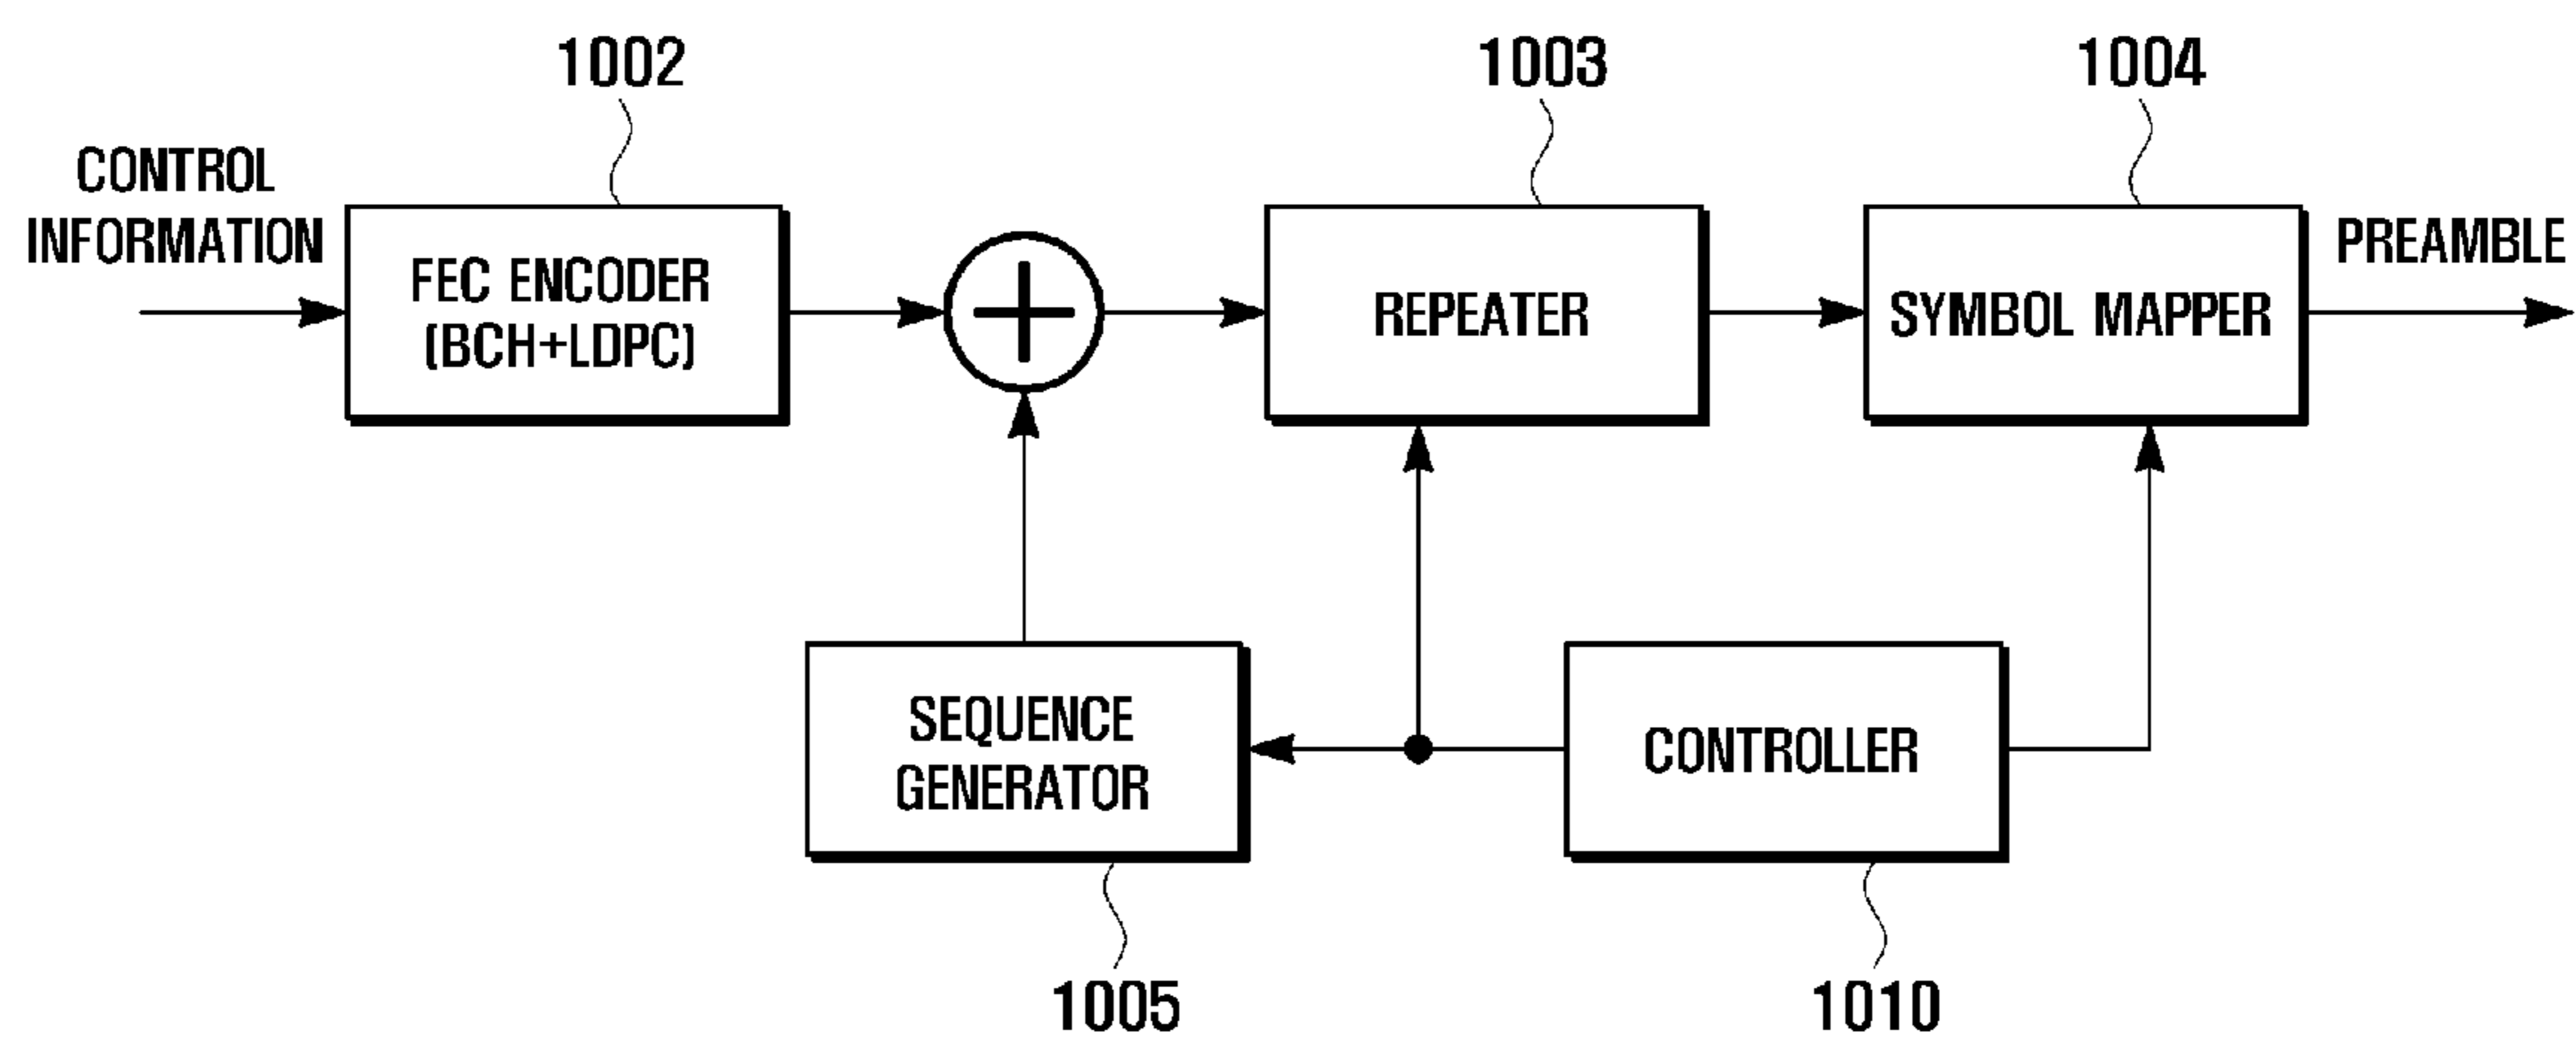 1002
1003
1004
CONTROL
INFORMATION
FEC ENCODER
(BCH+LDPC)
REPEATER
SYMBOL MAPPER
PREAMBLE
SEQUENCE
GENERATOR
CONTROLLER
1005
1010